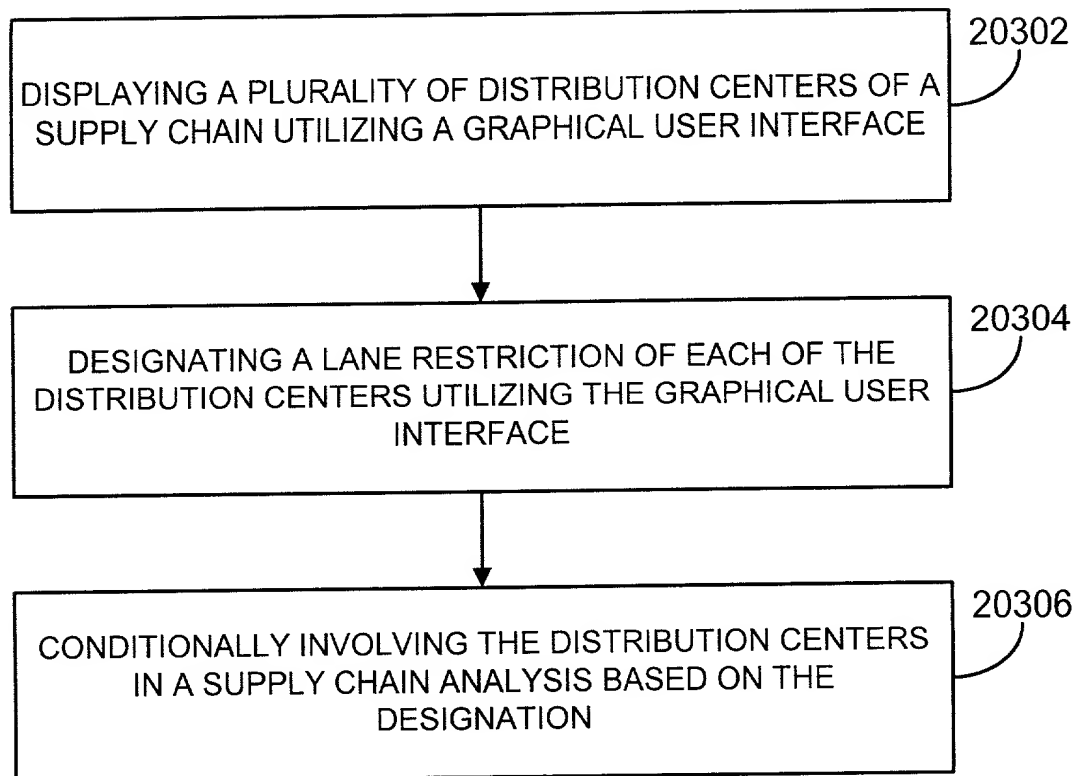 20302
DISPLAYING A PLURALITY OF DISTRIBUTION CENTERS OF A
SUPPLY CHAIN UTILIZING A GRAPHICAL USER INTERFACE
20304
DESIGNATING A LANE RESTRICTION OF EACH OF THE
DISTRIBUTION CENTERS UTILIZING THE GRAPHICAL USER
INTERFACE
20306
CONDITIONALLY INVOLVING THE DISTRIBUTION CENTERS
IN A SUPPLY CHAIN ANALYSIS BASED ON THE
DESIGNATION